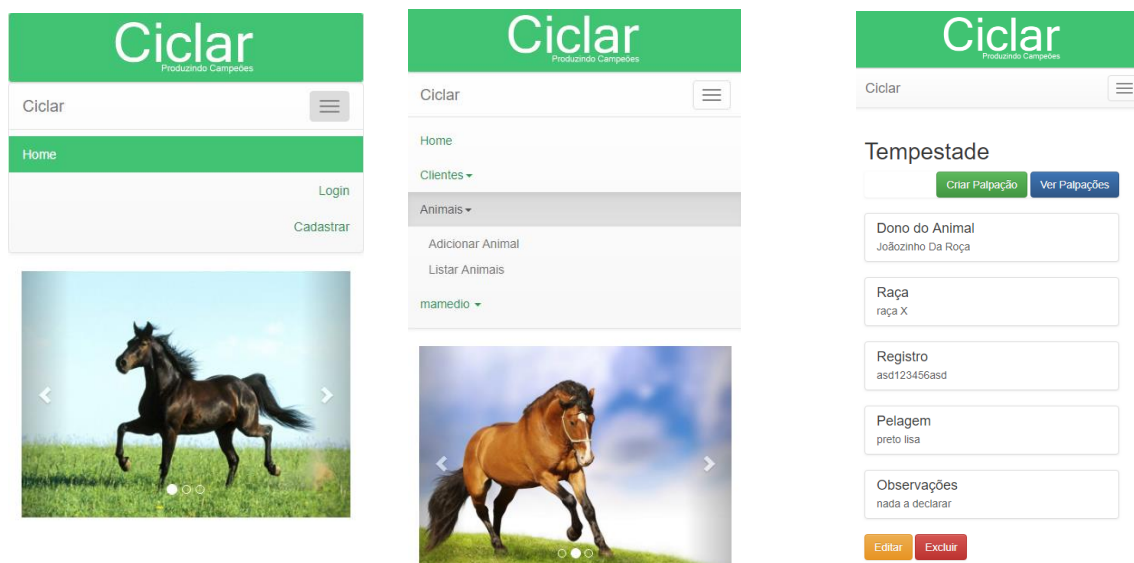 Ciclar
Produzindo Campeões
Ciclar
Home
Login
Cadastrar
Ciclar
Produzindo Campeões
Ciclar
Home
Clientes
Animais
Adicionar Animal
Listar Animais
mamedio
Ciclar
Produzindo Campeões
Ciclar
Tempestade
Criar Palpação Ver Palpações
Dono do Animal
Joãozinho Da Roça
Raça
raça X
Registro
asd123456asd
Pelagem
preto lisa
Observações
nada a declarar
Editar Excluir